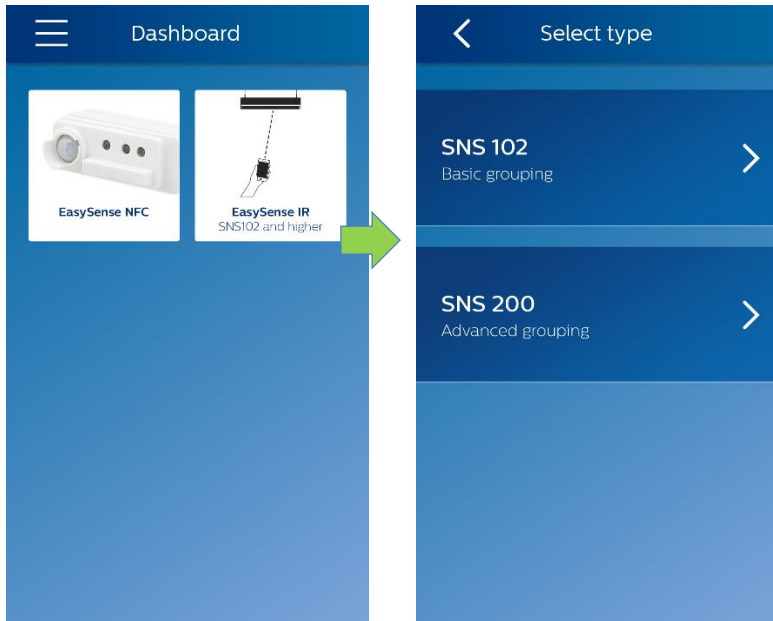 Dashboard
EasySense NFC
EasySense IR
SNS102 and higher
Select type
SNS 102
Basic grouping
SNS 200
Advanced grouping